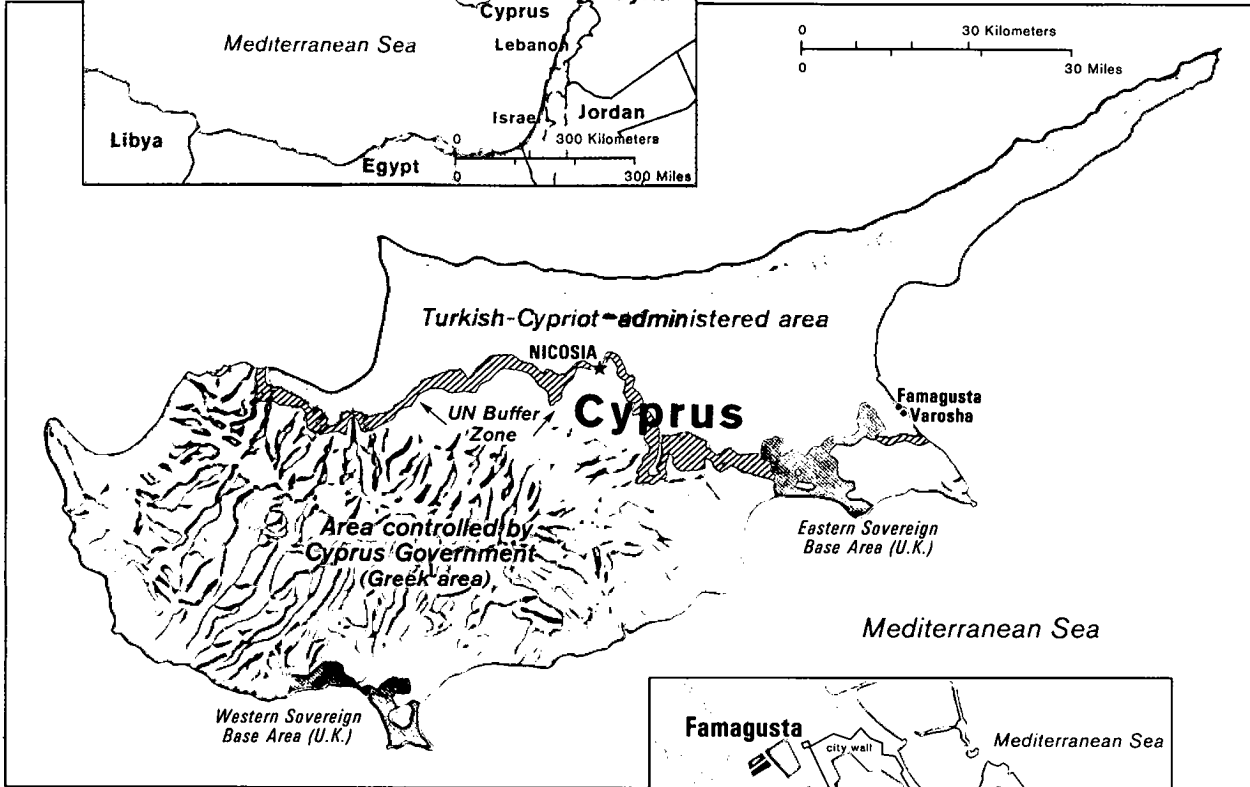 Cyprus
Mediterranean Sea
Lebanon
Israel
Jordan
Libya
Egypt
0 300 Kilometers
0 300 Miles
0 30 Kilometers
0 30 Miles
Turkish-Cypriot-administered area
NICOSIA
Cyprus
UN Buffer
Zone
Famagusta
Varosha
Area controlled by
Cyprus Government
(Greek area)
Eastern Sovereign
Base Area (U.K.)
Mediterranean Sea
Western Sovereign
Base Area (U.K.)
Famagusta
city wall
Mediterranean Sea